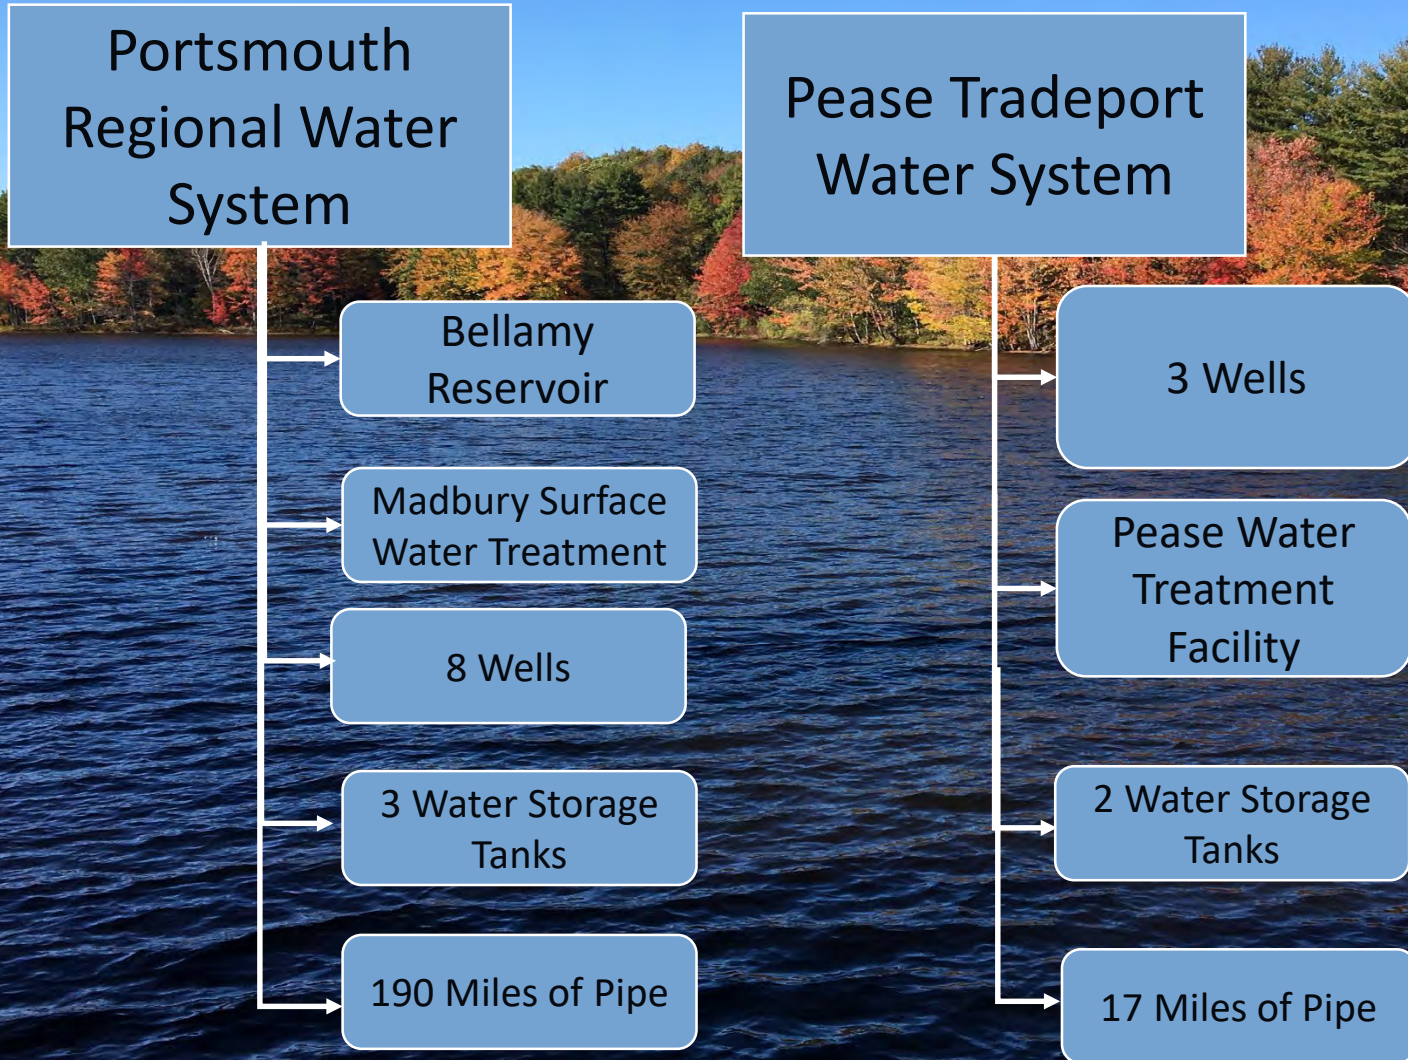 Portsmouth
Regional Water
System
Bellamy
Reservoir
Madbury Surface
Water Treatment
8 Wells
3 Water Storage
Tanks
190 Miles of Pipe
Pease Tradeport
Water System
3 Wells
Pease Water
Treatment
Facility
2 Water Storage
Tanks
17 Miles of Pipe